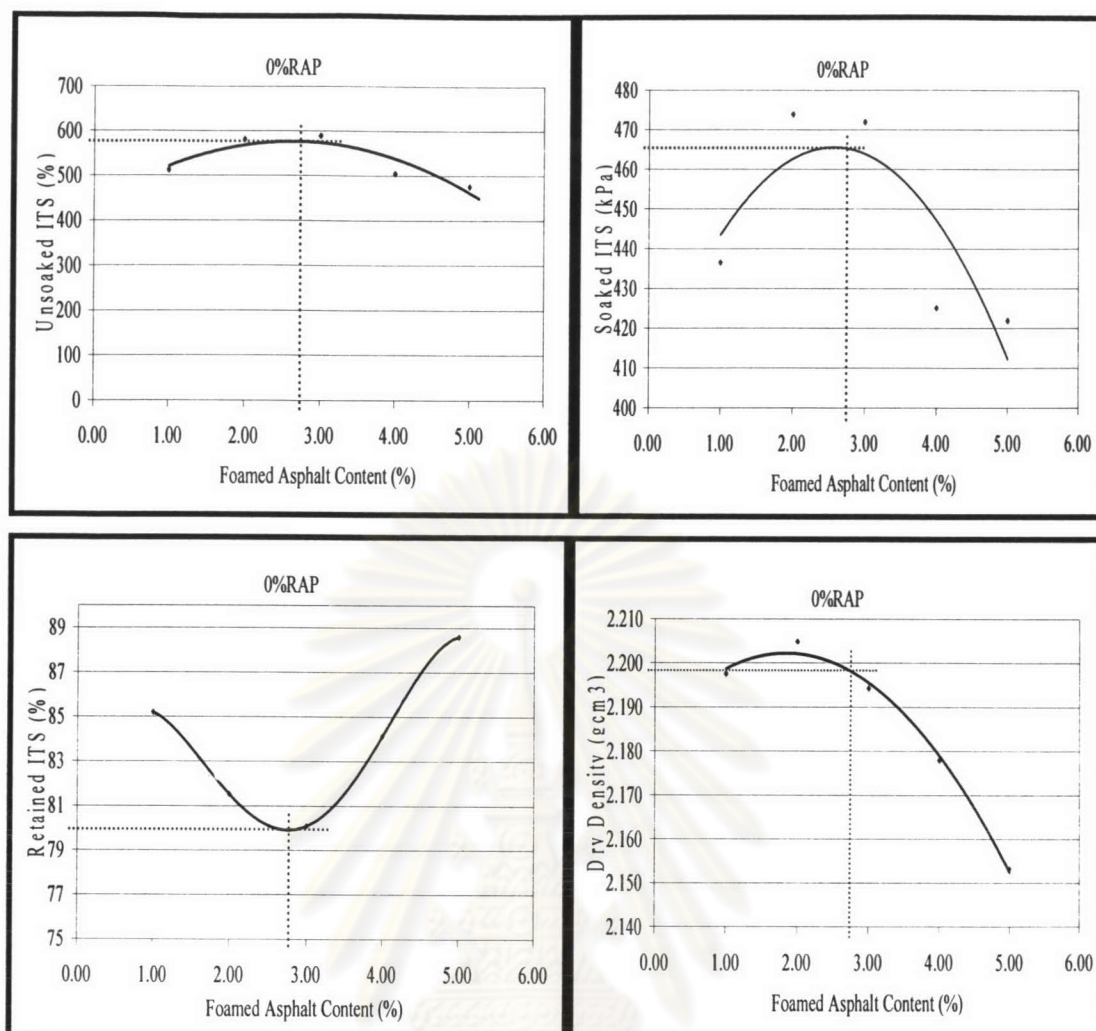 0%RAP
700
600
500
400
300
200
100
0
Unsoaked ITS (%)
0.00 1.00 2.00 3.00 4.00 5.00 6.00
Foamed Asphalt Content (%)
0%RAP
480
470
460
450
440
430
420
410
400
Soaked ITS (kPa)
0.00 1.00 2.00 3.00 4.00 5.00 6.00
Foamed Asphalt Content (%)
0%RAP
89
87
85
83
81
79
77
75
Retained ITS (%)
0.00 1.00 2.00 3.00 4.00 5.00 6.00
Foamed Asphalt Content (%)
0%RAP
2.210
2.200
2.190
2.180
2.170
2.160
2.150
2.140
Dry Density (gcm3)
0.00 1.00 2.00 3.00 4.00 5.00 6.00
Foamed Asphalt Content (%)